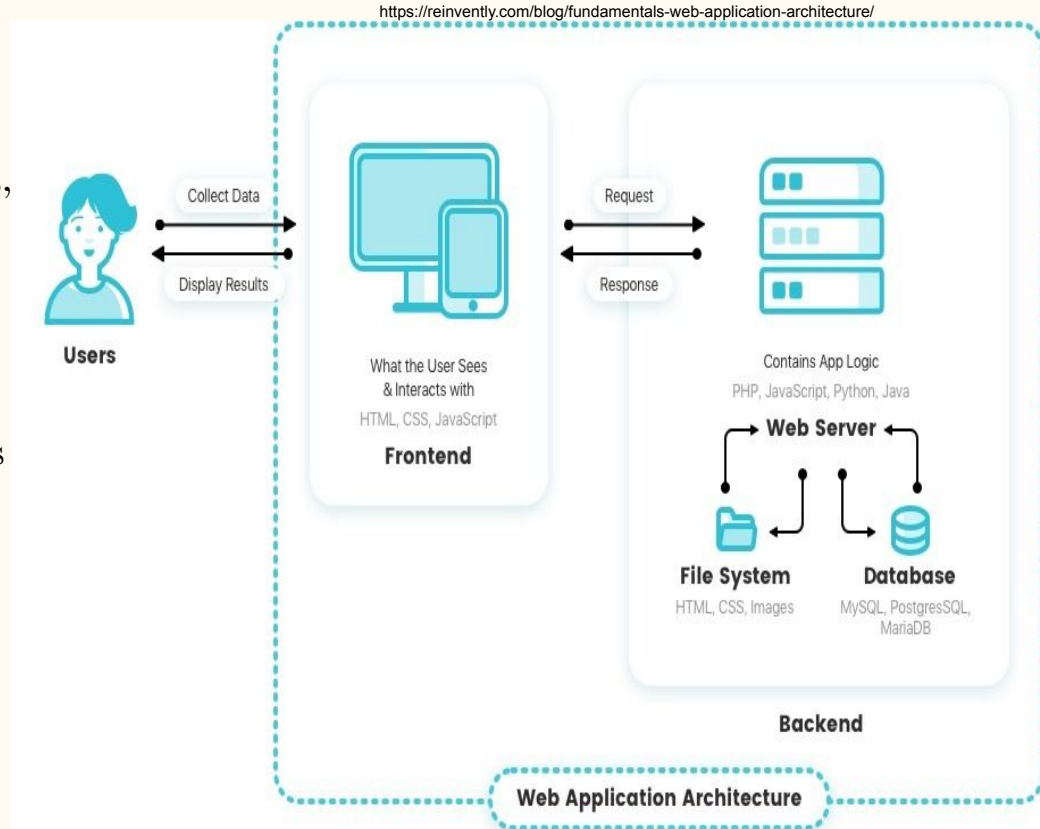 https://reinvently.com/blog/fundamentals-web-application-architecture/
Collect Data
Display Results
Users
What the User Sees
& Interacts with
HTML, CSS, JavaScript
Frontend
Request
Response
Contains App Logic
PHP, JavaScript, Python, Java
Web Server
File System
HTML, CSS, Images
Database
MySQL, PostgresSQL,
MariaDB
Backend
Web Application Architecture